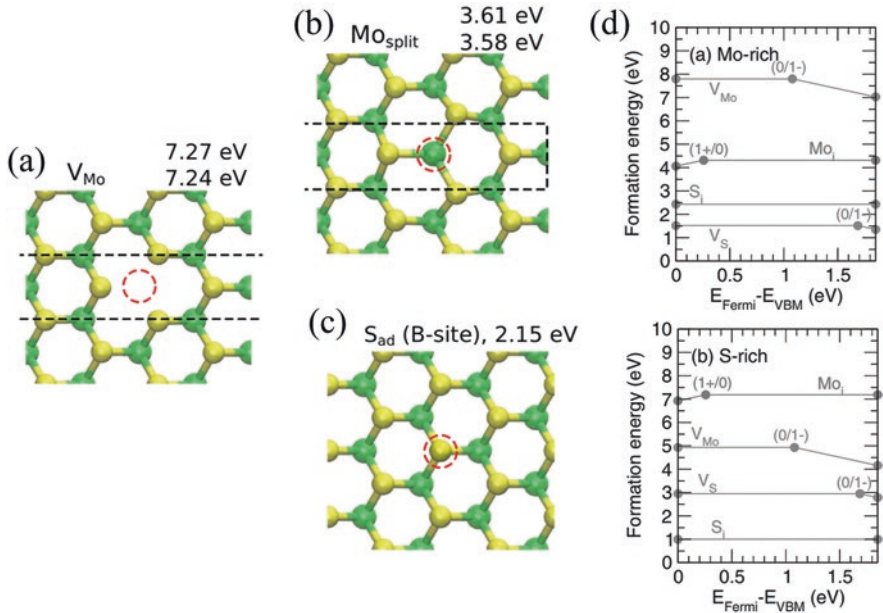 (a)
V_Mo
7.27 eV
7.24 eV
(b)
Mo_split
3.61 eV
3.58 eV
(c)
S_ad (B-site), 2.15 eV
(d)
Formation energy (eV)
10
9
8
7
6
5
4
3
2
1
0
(a) Mo-rich
(0/1-)
V_Mo
(1+/0)
Mo_i
S_i
(0/1-)
V_S
0 0.5 1 1.5
E_Fermi-E_VBM (eV)
Formation energy (eV)
10
9
8
7
6
5
4
3
2
1
0
(b) S-rich
(1+/0)
Mo_i
V_Mo
(0/1-)
V_S
(0/1-)
S_i
0 0.5 1 1.5
E_Fermi-E_VBM (eV)